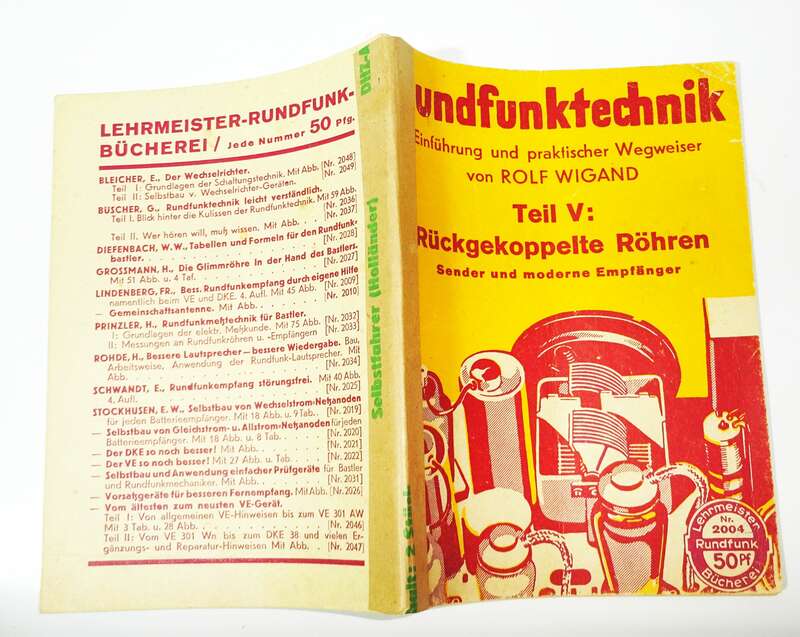 LEHRMEISTER-RUNDFUNK-
BÜCHEREI / Jede Nummer 50 Pfg.
BLEICHER, E., Der Wechselrichter.
Teil I: Grundlagen der Schaltungstechnik. Mit Abb. [Nr. 2048]
Teil II: Selbstbau v. Wechselrichter-Geräten. [Nr. 2049]
BUSCHER, G., Rundfunktechnik leicht verständlich.
Teil I. Blick hinter die Kulissen der Rundfunktechnik. Mit 59 Abb. [Nr. 2036]
Teil II. Wer hören will, muß wissen. Mit Abb. . . . [Nr. 2037]
DIEFENBACH, W. W., Tabellen und Formeln für den Rundfunk-
bastler. . . . [Nr. 2028]
GROSSMANN, H., Die Glimmröhre in der Hand des Bastlers.
Mit 51 Abb. u. 4 Taf. . . . [Nr. 2027]
LINDENBERG, FR., Bess. Rundfunkempfang durch eigene Hilfe
namentlich beim VE und DKE. 4. Aufl. Mit 45 Abb. [Nr. 2009]
— Gemeinschaftsantenne. Mit Abb. . . . [Nr. 2010]
PRINZLER, H., Rundfunkmeßtechnik für Bastler.
I: Grundlagen der elektr. Meßkunde. Mit 75 Abb. [Nr. 2032]
II: Messungen an Rundfunkröhren u. -Empfängern [Nr. 2033]
ROHDE, H., Bessere Lautsprecher — bessere Wiedergabe. Bau,
Arbeitsweise, Anwendung der Rundfunk-Lautsprecher. Mit
Abb. . . . [Nr. 2034]
SCHWANDT, E., Rundfunkempfang störungsfrei. Mit 40 Abb.
4. Aufl. . . . [Nr. 2025]
STOCKHUSEN, E. W., Selbstbau von Wechselstrom-Netzanoden
für jeden Batterieempfänger. Mit 18 Abb. u. 9 Tab. [Nr. 2019]
— Selbstbau von Gleichstrom- u. Allstrom-Netzanoden für jeden
Batterieempfänger. Mit 18 Abb. u. 8 Tab. . . . [Nr. 2020]
— Der DKE so noch besser! Mit Abb. . . . [Nr. 2021]
— Der VE so noch besser! Mit 27 Abb. u. Tab. . . . [Nr. 2022]
— Selbstbau und Anwendung einfacher Prüfgeräte für Bastler
und Rundfunkmechaniker. Mit Abb. . . . [Nr. 2031]
— Vorsatzgeräte für besseren Fernempfang. Mit Abb. [Nr. 2026]
— Vom ältesten zum neusten VE-Gerät.
Teil I: Von allgemeinen VE-Hinweisen bis zum VE 301 AW
Mit 3 Tab. u. 28 Abb. . . . [Nr. 2046]
Teil II: Vom VE 301 Wn bis zum DKE 38 und vielen Er-
gänzungs- und Reparatur-Hinweisen Mit Abb. . [Nr. 2047]
DHZ-A
Selbstfahrer (Holländer)
alt: 2 Stück
undfunktechnik
Einführung und praktischer Wegweiser
von ROLF WIGAND
Teil V:
Rückgekoppelte Röhren
Sender und moderne Empfänger
Lehrmeister
Nr. 2004
Rundfunk
50 Pf
Bücherei